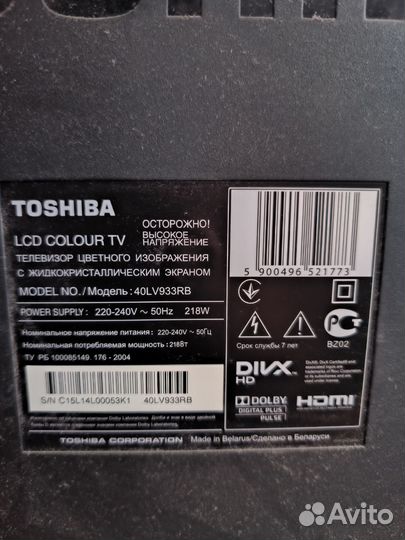 TOSHIBA
ОСТОРОЖНО!
ВЫСОКОЕ
НАПРЯЖЕНИЕ
LCD COLOUR TV
ТЕЛЕВИЗОР ЦВЕТНОГО ИЗОБРАЖЕНИЯ
С ЖИДКОКРИСТАЛЛИЧЕСКИМ ЭКРАНОМ
MODEL NO./Модель: 40LV933RB
POWER SUPPLY: 220-240V ~ 50Hz 218W
Номинальное напряжение питания: 220-240V ~ 50Гц
Номинальная потребляемая мощность: 218Вт
ТУ РБ 100085149. 176 - 2004
S/N C15L14L00053K1 40LV933RB
5 900496 521773
Срок службы 7 лет
BZ02
DIVX
HD
DOLBY
DIGITAL PLUS
PULSE
HDMI
TOSHIBA CORPORATION
Made in Belarus/Сделано в Беларуси
Avito